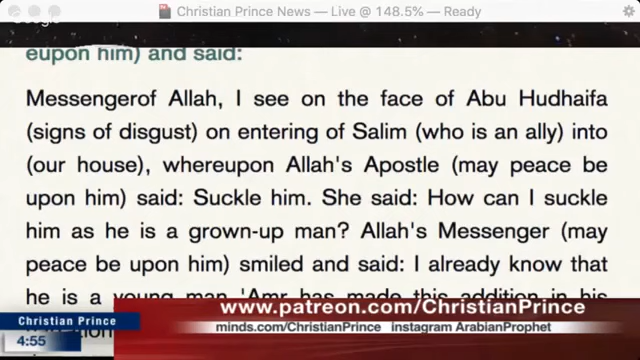 Christian Prince News — Live @ 148.5% — Ready
eupon him) and said:
Messengerof Allah, I see on the face of Abu Hudhaifa
(signs of disgust) on entering of Salim (who is an ally) into
(our house), whereupon Allah's Apostle (may peace be
upon him) said: Suckle him. She said: How can I suckle
him as he is a grown-up man? Allah's Messenger (may
peace be upon him) smiled and said: I already know that
he is a young man 'Amr has made this addition in his
www.patreon.com/ChristianPrince
Christian Prince
minds.com/ChristianPrince instagram ArabianProphet
4:55